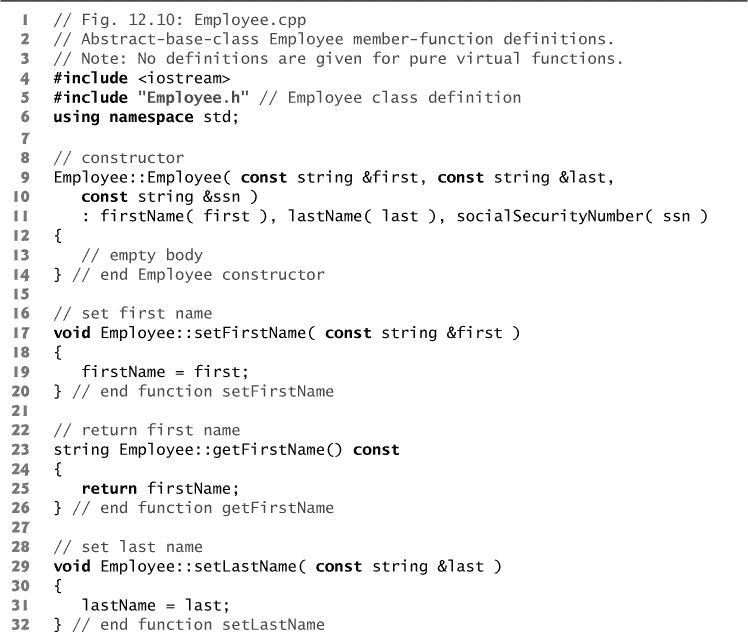 1 // Fig. 12.10: Employee.cpp
2 // Abstract-base-class Employee member-function definitions.
3 // Note: No definitions are given for pure virtual functions.
4 #include <iostream>
5 #include "Employee.h" // Employee class definition
6 using namespace std;
7
8 // constructor
9 Employee::Employee( const string &first, const string &last,
10    const string &ssn )
11    : firstName( first ), lastName( last ), socialSecurityNumber( ssn )
12 {
13    // empty body
14 } // end Employee constructor
15
16 // set first name
17 void Employee::setFirstName( const string &first )
18 {
19    firstName = first;
20 } // end function setFirstName
21
22 // return first name
23 string Employee::getFirstName() const
24 {
25    return firstName;
26 } // end function getFirstName
27
28 // set last name
29 void Employee::setLastName( const string &last )
30 {
31    lastName = last;
32 } // end function setLastName